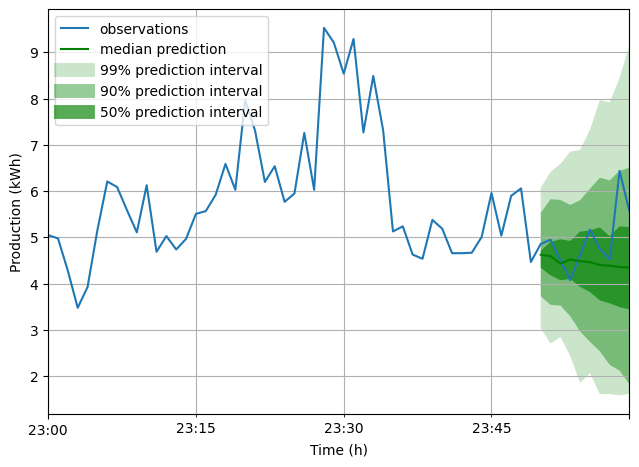 observations
median prediction
99% prediction interval
90% prediction interval
50% prediction interval
9
8
7
6
5
4
3
2
Production (kWh)
23:00 23:15 23:30 23:45
Time (h)